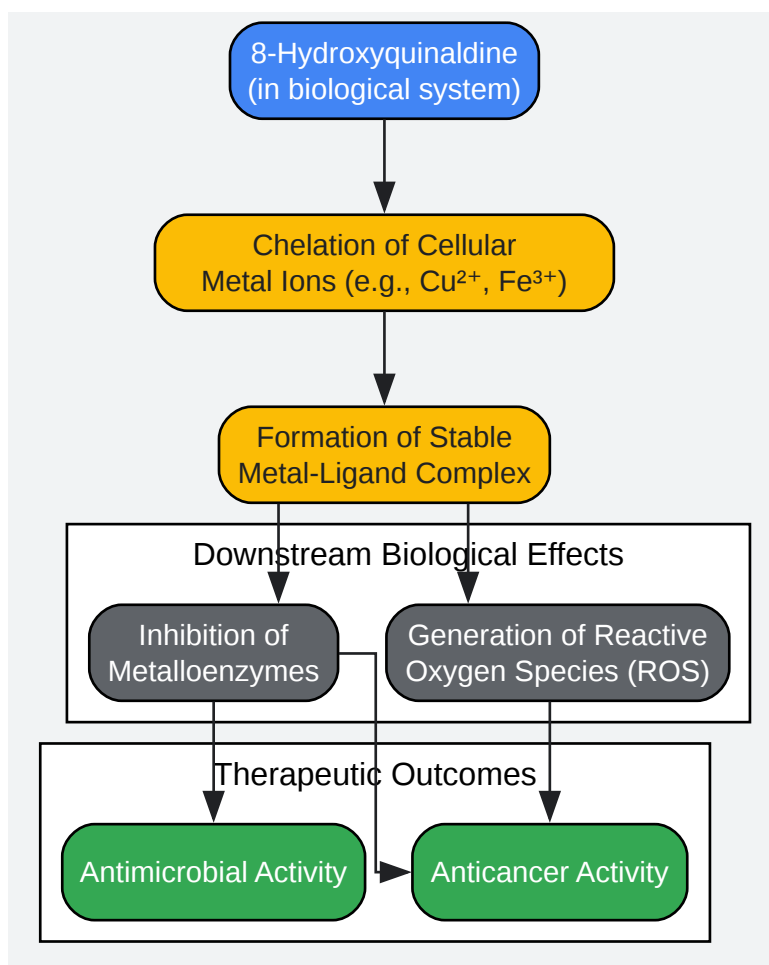 8-Hydroxyquinaldine
(in biological system)
Chelation of Cellular
Metal Ions (e.g., Cu²⁺, Fe³⁺)
Formation of Stable
Metal-Ligand Complex
Downstream Biological Effects
Inhibition of
Metalloenzymes
Generation of Reactive
Oxygen Species (ROS)
Therapeutic Outcomes
Antimicrobial Activity
Anticancer Activity